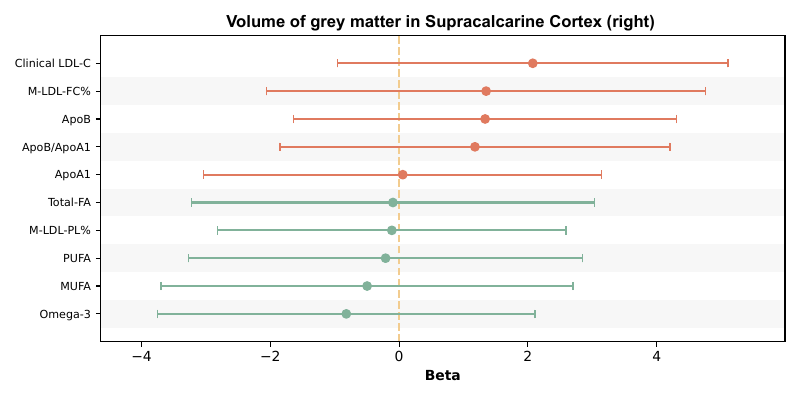 Volume of grey matter in Supracalcarine Cortex (right)
Clinical LDL-C
M-LDL-FC%
ApoB
ApoB/ApoA1
ApoA1
Total-FA
M-LDL-PL%
PUFA
MUFA
Omega-3
−4 −2 0 2 4
Beta